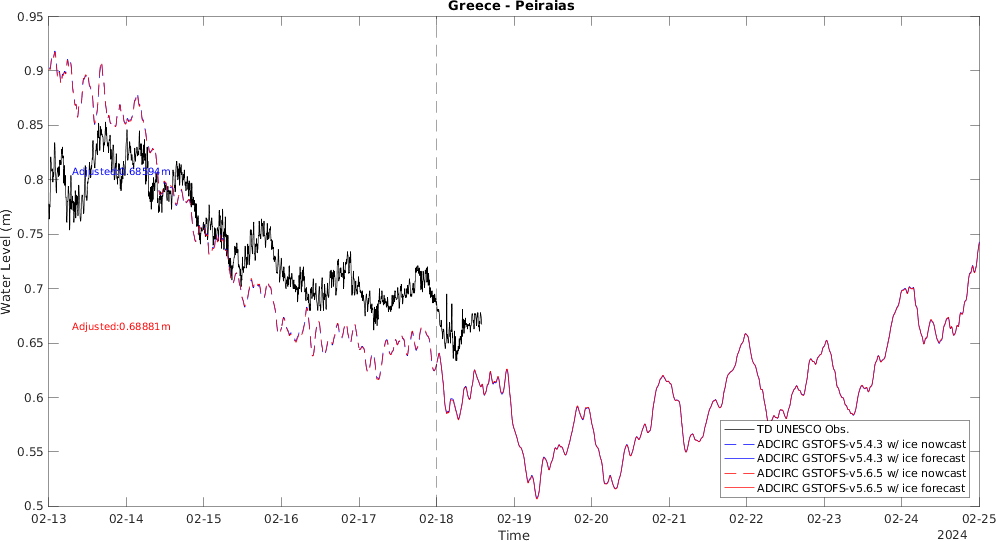 Greece - Peiraias
0.95
0.9
0.85
0.8
0.75
0.7
0.65
0.6
0.55
0.5
Water Level (m)
Adjusted:0.68594m
Adjusted:0.68881m
TD UNESCO Obs.
ADCIRC GSTOFS-v5.4.3 w/ ice nowcast
ADCIRC GSTOFS-v5.4.3 w/ ice forecast
ADCIRC GSTOFS-v5.6.5 w/ ice nowcast
ADCIRC GSTOFS-v5.6.5 w/ ice forecast
02-13 02-14 02-15 02-16 02-17 02-18 02-19 02-20 02-21 02-22 02-23 02-24 02-25
Time
2024